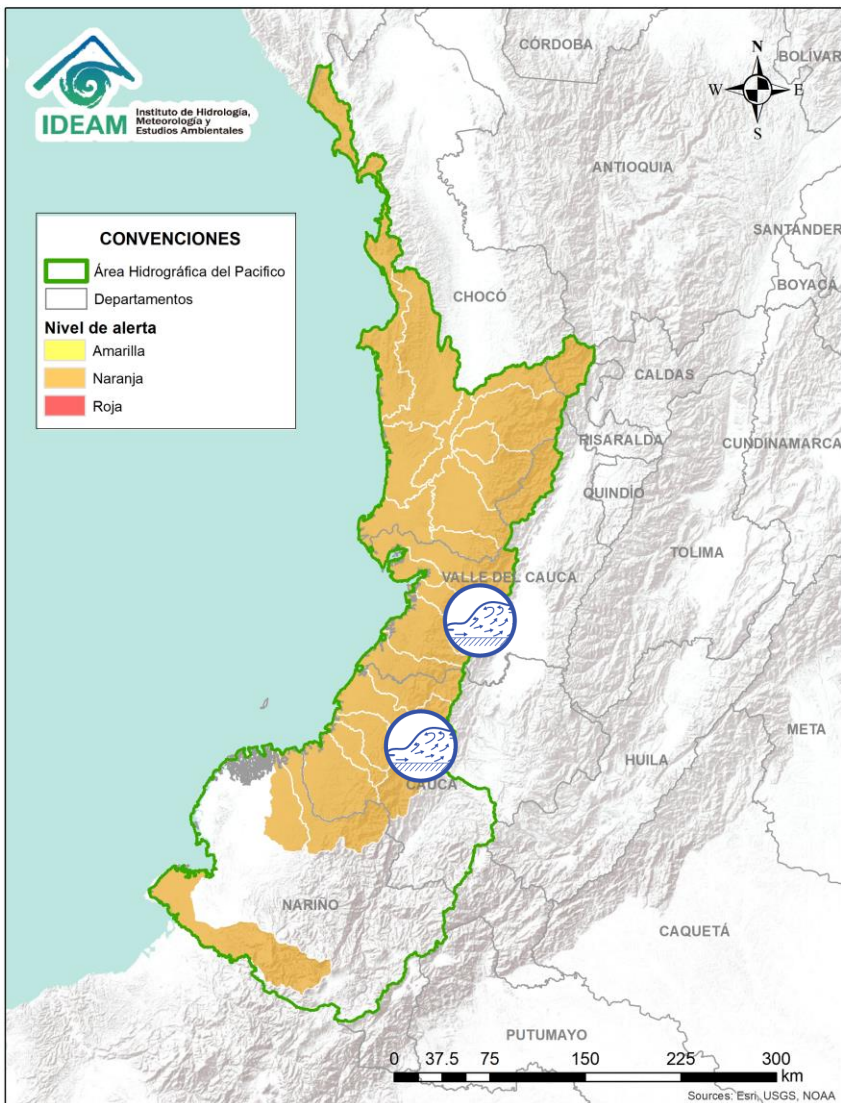 IDEAM
Instituto de Hidrología,
Meteorología y
Estudios Ambientales
CONVENCIONES
Área Hidrográfica del Pacifico
Departamentos
Nivel de alerta
Amarilla
Naranja
Roja
N
W
E
S
CÓRDOBA
BOLÍVAR
ANTIOQUIA
SANTANDER
BOYACÁ
CHOCÓ
CALDAS
RISARALDA
CUNDINAMARCA
QUINDÍO
TOLIMA
VALLE DEL CAUCA
META
HUILA
CAUCA
NARIÑO
CAQUETÁ
PUTUMAYO
0 37.5 75 150 225 300
km
Sources: Esri, USGS, NOAA